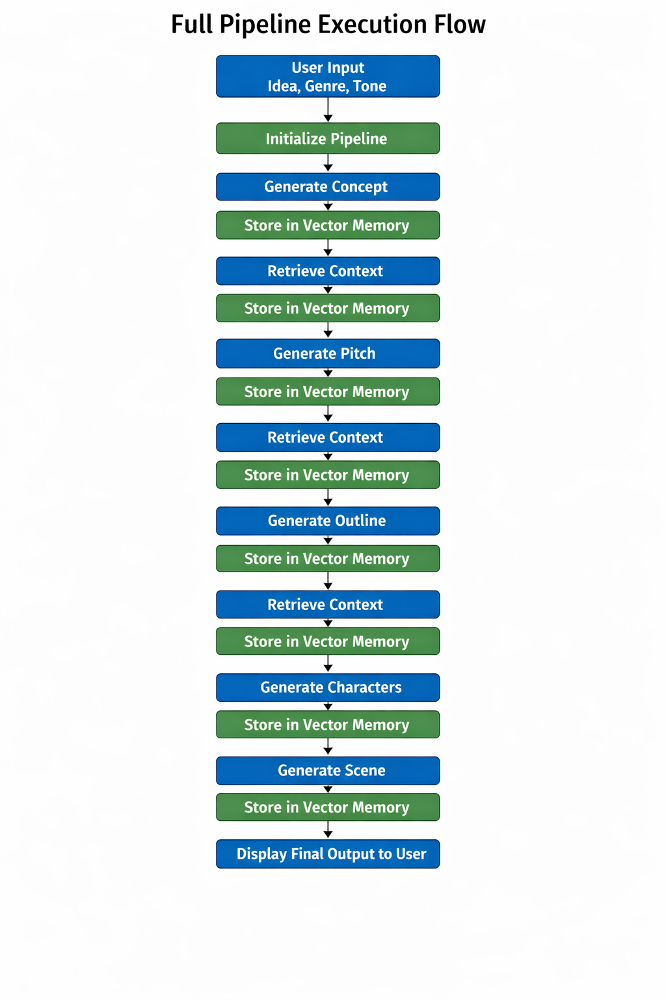 Full Pipeline Execution Flow
User Input
Idea, Genre, Tone
Initialize Pipeline
Generate Concept
Store in Vector Memory
Retrieve Context
Store in Vector Memory
Generate Pitch
Store in Vector Memory
Retrieve Context
Store in Vector Memory
Generate Outline
Store in Vector Memory
Retrieve Context
Store in Vector Memory
Generate Characters
Store in Vector Memory
Generate Scene
Store in Vector Memory
Display Final Output to User